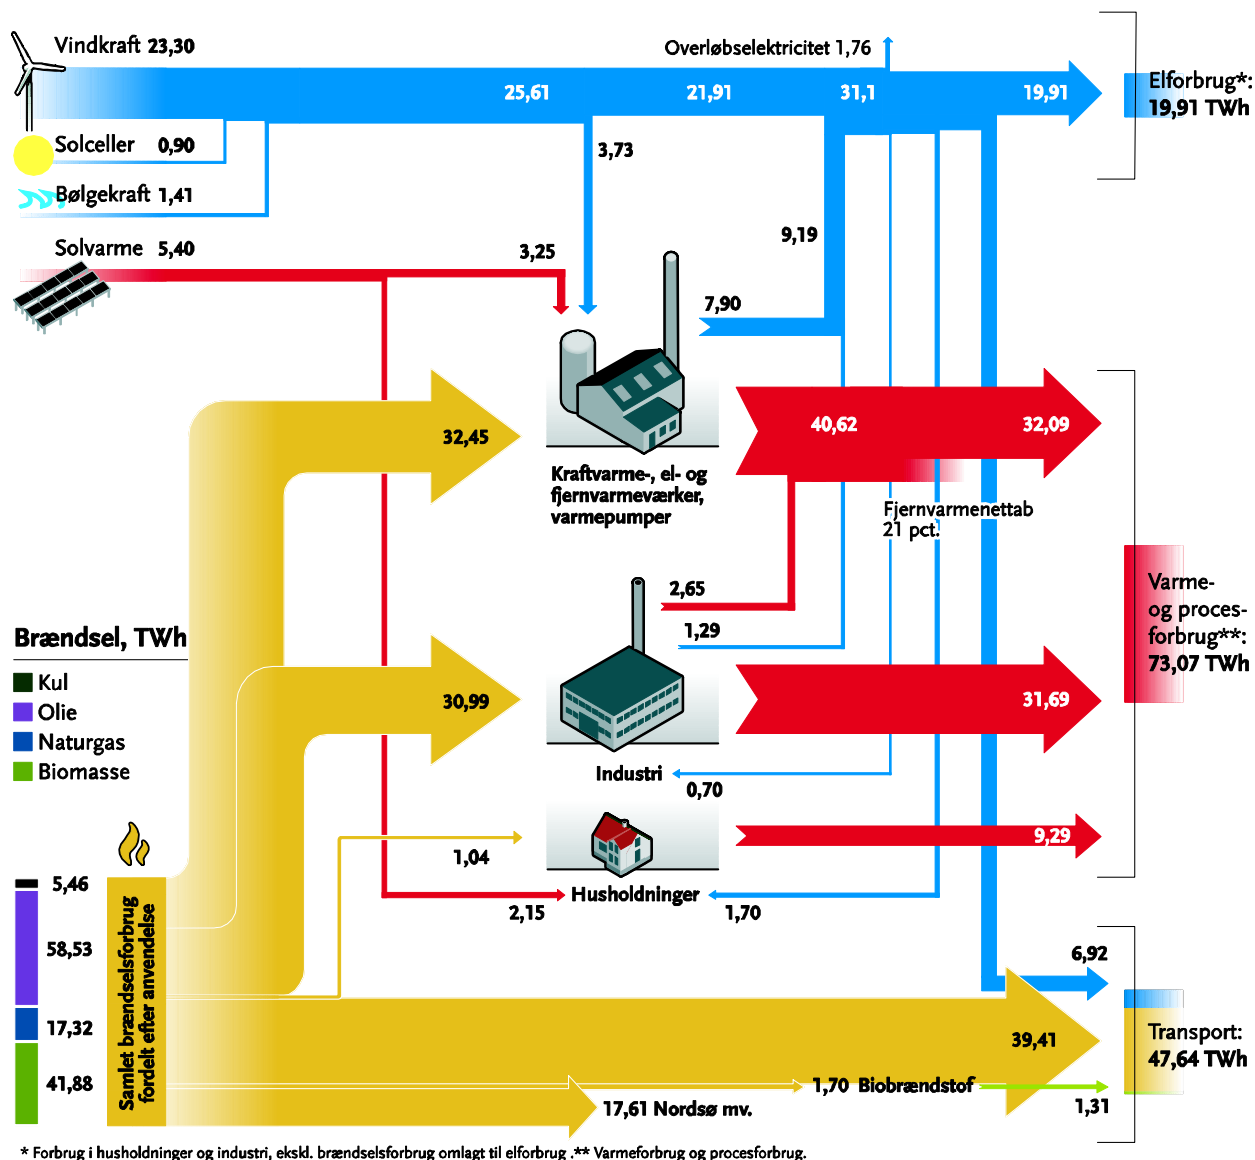 Vindkraft 23,30
Overløbselektricitet 1,76
25,61
21,91
31,1
19,91
Elforbrug*:
19,91 TWh
Solceller 0,90
3,73
Bølgekraft 1,41
Solvarme 5,40
3,25
9,19
7,90
32,45
40,62
32,09
Kraftvarme-, el- og
fjernvarmeværker,
varmepumper
Fjernvarmenettab
21 pct.
2,65
1,29
Varme-
og proces-
forbrug**:
73,07 TWh
Brændsel, TWh
Kul
Olie
Naturgas
Biomasse
30,99
31,69
Industri
0,70
1,04
9,29
Husholdninger
2,15
1,70
5,46
58,53
17,32
41,88
Samlet brændselsforbrug
fordelt efter anvendelse
6,92
39,41
Transport:
47,64 TWh
1,70 Biobrændstof
1,31
17,61 Nordsø mv.
* Forbrug i husholdninger og industri, ekskl. brændselsforbrug omlagt til elforbrug .** Varmeforbrug og procesforbrug.